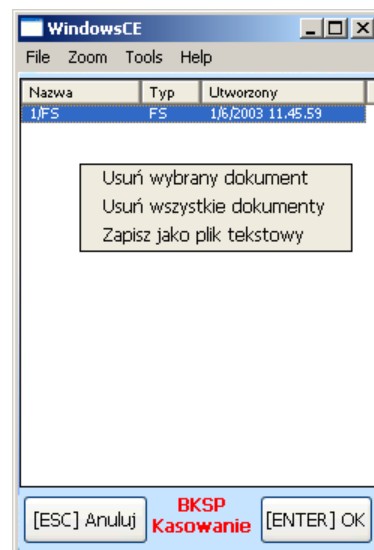 WindowsCE
File Zoom Tools Help
Nazwa Typ Utworzony
1/FS FS 1/6/2003 11.45.59
Usuń wybrany dokument
Usuń wszystkie dokumenty
Zapisz jako plik tekstowy
[ESC] Anuluj BKSP Kasowanie [ENTER] OK